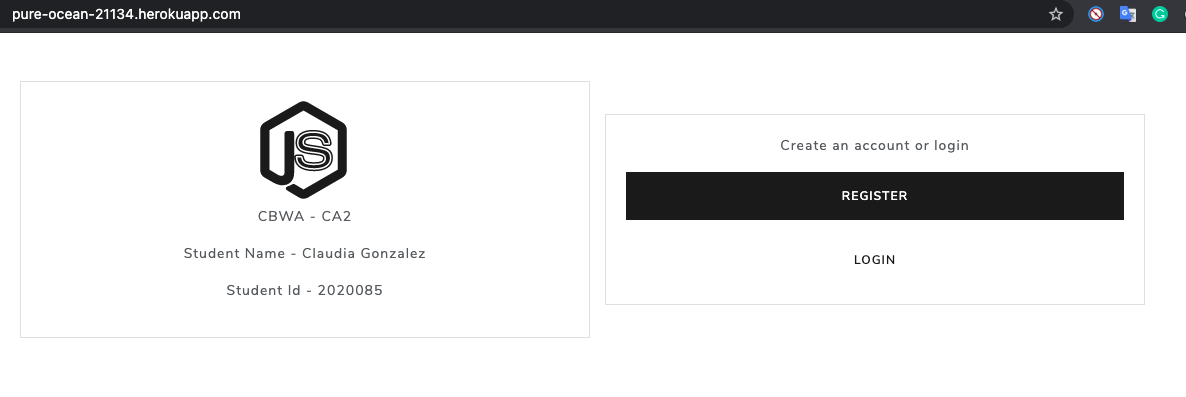 pure-ocean-21134.herokuapp.com
JS
CBWA - CA2
Student Name - Claudia Gonzalez
Student Id - 2020085
Create an account or login
REGISTER
LOGIN